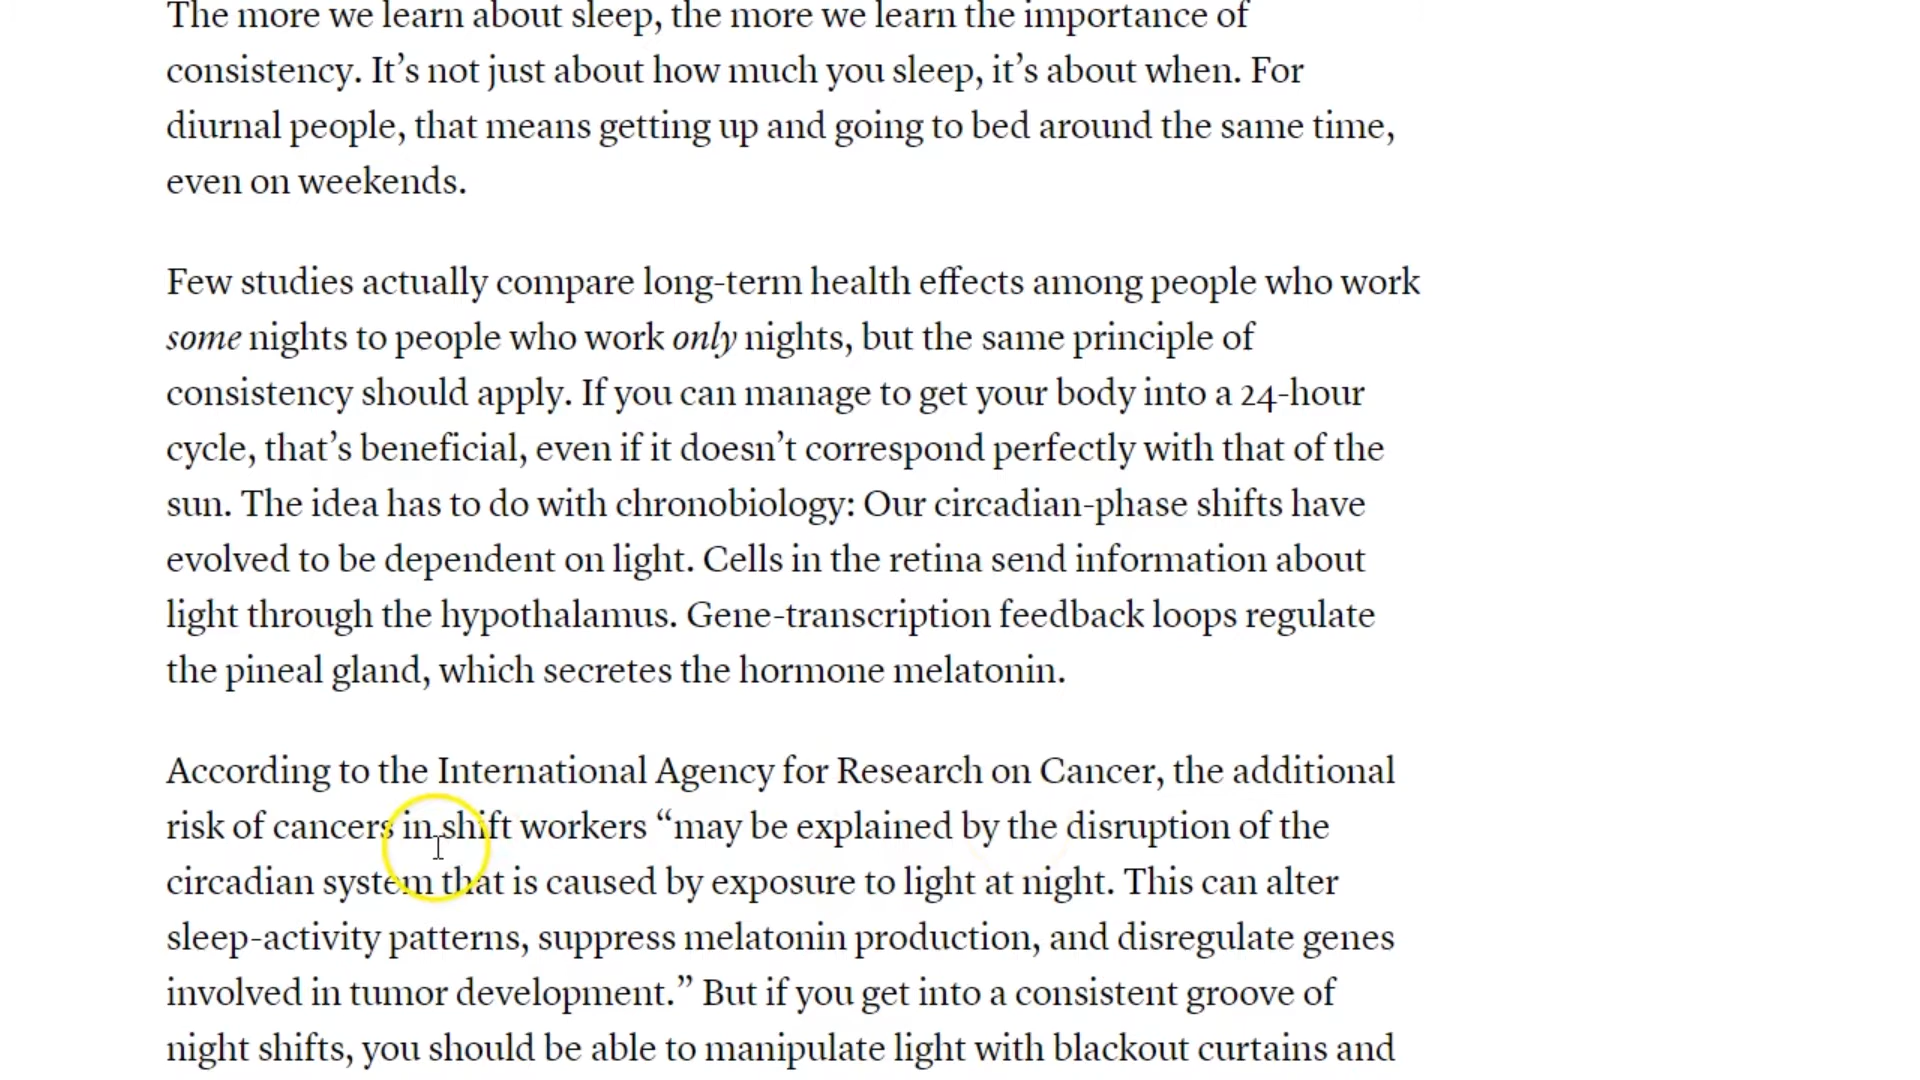 The more we learn about sleep, the more we learn the importance of
consistency. It’s not just about how much you sleep, it’s about when. For
diurnal people, that means getting up and going to bed around the same time,
even on weekends.
Few studies actually compare long-term health effects among people who work
some nights to people who work only nights, but the same principle of
consistency should apply. If you can manage to get your body into a 24-hour
cycle, that’s beneficial, even if it doesn’t correspond perfectly with that of the
sun. The idea has to do with chronobiology: Our circadian-phase shifts have
evolved to be dependent on light. Cells in the retina send information about
light through the hypothalamus. Gene-transcription feedback loops regulate
the pineal gland, which secretes the hormone melatonin.
According to the International Agency for Research on Cancer, the additional
risk of cancers in shift workers “may be explained by the disruption of the
circadian system that is caused by exposure to light at night. This can alter
sleep-activity patterns, suppress melatonin production, and disregulate genes
involved in tumor development.” But if you get into a consistent groove of
night shifts, you should be able to manipulate light with blackout curtains and